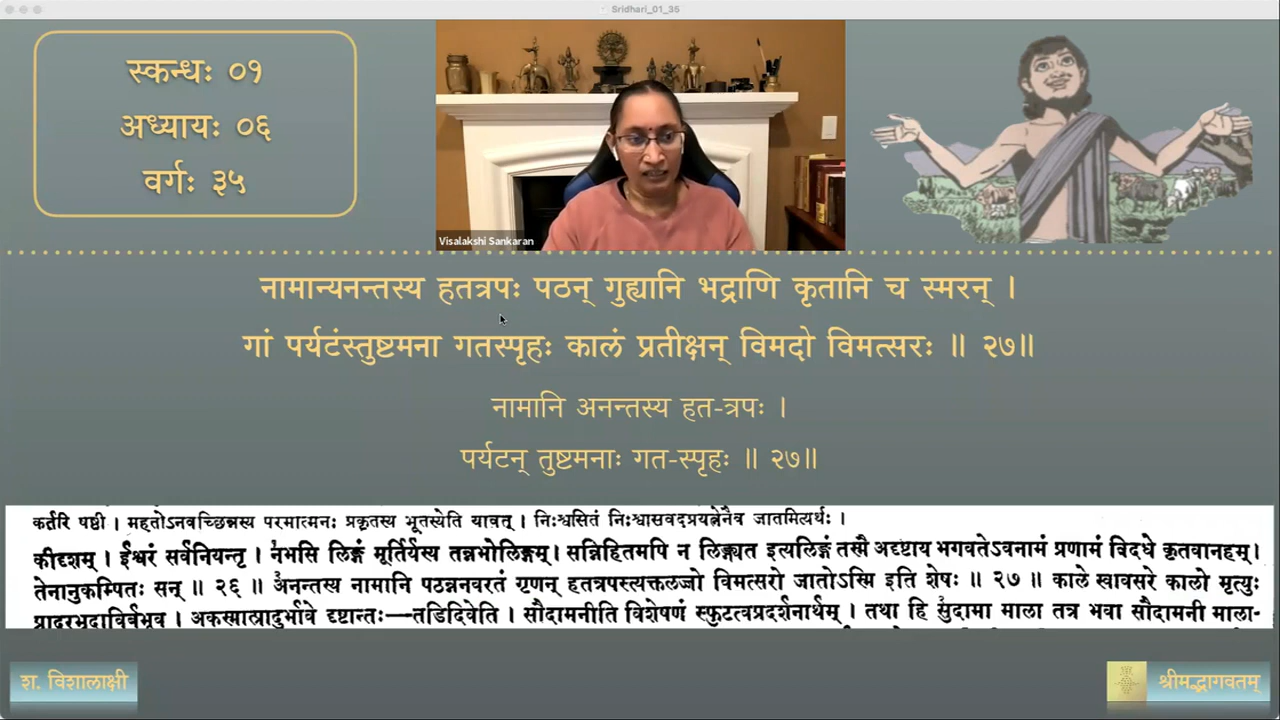 Sridhari_01_35
स्कन्धः ०१
अध्यायः ०६
वर्गः ३५
Visalakshi Sankaran
नामान्यनन्तस्य हतत्रपः पठन् गुह्यानि भद्राणि कृतानि च स्मरन् ।
गां पर्यटंस्तुष्टमना गतस्पृहः कालं प्रतीक्षन् विमदो विमत्सरः ॥ २७॥
नामानि अनन्तस्य हत-त्रपः ।
पर्यटन् तुष्टमनाः गत-स्पृहः ॥ २७॥
कर्तरि षष्ठी । महतोऽनवच्छिन्नस्य परमात्मनः प्रकृतस्य भूतस्येति यावत् । निःश्वसितं निःश्वासवदप्रयत्नेनैव जातमित्यर्थः ।
कीदृशम् । ईश्वरं सर्वनियन्तृ । नभसि लिङ्गं मूर्तिर्यस्य तन्नभोलिङ्गम् । सन्निहितमपि न लिङ्ग्यत इत्यलिङ्गं तस्मै अदृष्टाय भगवतेऽवनामं प्रणामं विदधे कृतवानहम् ।
तेनानुकम्पितः सन् ॥ २६ ॥ अनन्तस्य नामानि पठन्ननवरतं गृणन् हतत्रपस्त्यक्तलज्जो विमत्सरो जातोऽस्मि इति शेषः ॥ २७ ॥ काले स्वावसरे कालो मृत्युः
प्रादुरभूदाविर्बभूव । अकस्मात्प्रादुर्भावे दृष्टान्तः—तडिदिवेति । सौदामनीति विशेषणं स्फुटत्वप्रदर्शनार्थम् । तथा हि सुदामा माला तत्र भवा सौदामनी माला-
श. विशालाक्षी
श्रीमद्भागवतम्